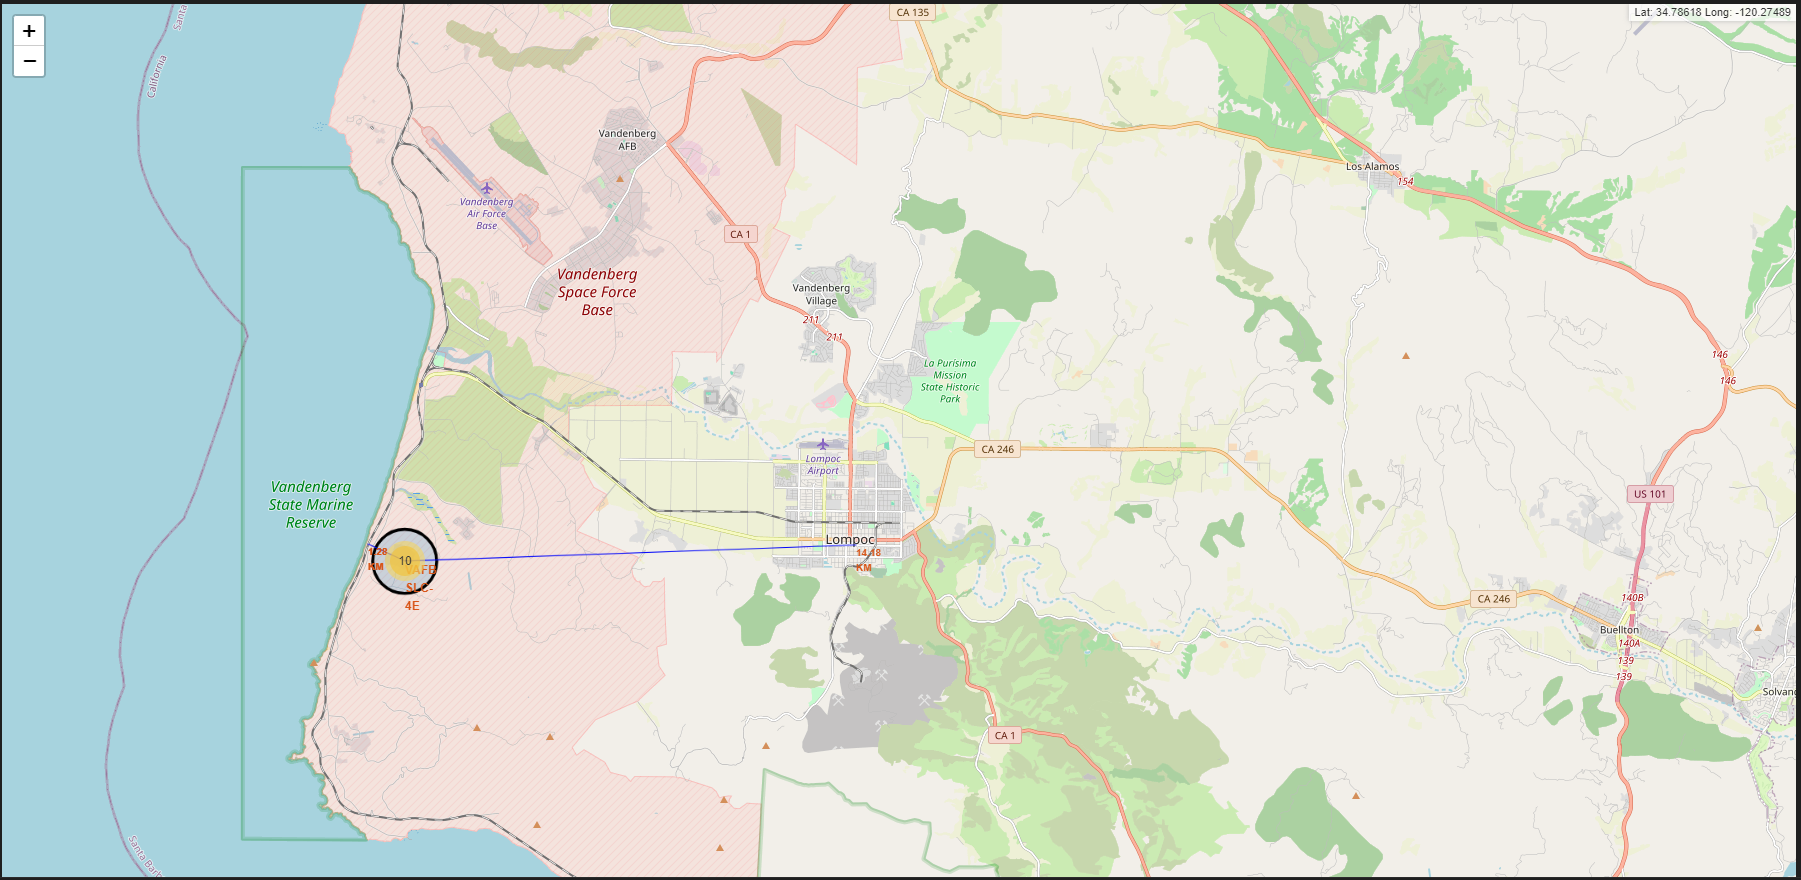 +
−
Lat: 34.78618 Long: -120.27489
CA 135
Santa
California
Vandenberg
AFB
Los Alamos
154
Vandenberg
Air Force
Base
CA 1
Vandenberg
Space Force
Base
Vandenberg
Village
211
211
146
146
La Purísima
Mission
State Historic
Park
CA 246
Lompoc
Airport
Vandenberg
State Marine
Reserve
US 101
Lompoc
1.28
KM
10
VAFB
SLC-
4E
14.18
KM
CA 246
140B
Buellton
140A
139
139
Solvang
CA 1
Santa Barb